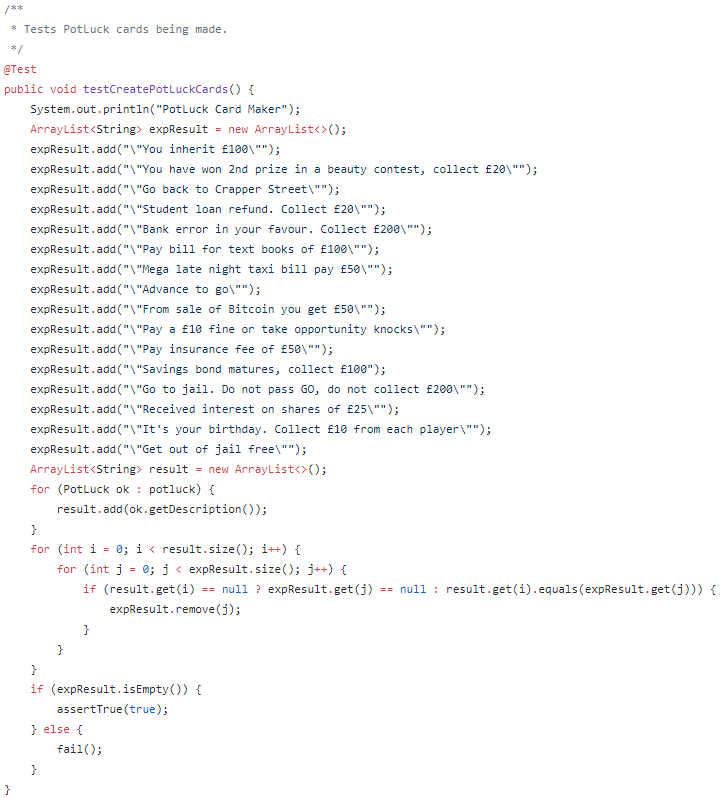 /**
 * Tests PotLuck cards being made.
 */
@Test
public void testCreatePotLuckCards() {
    System.out.println("PotLuck Card Maker");
    ArrayList<String> expResult = new ArrayList<>();
    expResult.add("\"You inherit £100\"");
    expResult.add("\"You have won 2nd prize in a beauty contest, collect £20\"");
    expResult.add("\"Go back to Crapper Street\"");
    expResult.add("\"Student loan refund. Collect £20\"");
    expResult.add("\"Bank error in your favour. Collect £200\"");
    expResult.add("\"Pay bill for text books of £100\"");
    expResult.add("\"Mega late night taxi bill pay £50\"");
    expResult.add("\"Advance to go\"");
    expResult.add("\"From sale of Bitcoin you get £50\"");
    expResult.add("\"Pay a £10 fine or take opportunity knocks\"");
    expResult.add("\"Pay insurance fee of £50\"");
    expResult.add("\"Savings bond matures, collect £100");
    expResult.add("\"Go to jail. Do not pass GO, do not collect £200\"");
    expResult.add("\"Received interest on shares of £25\"");
    expResult.add("\"It's your birthday. Collect £10 from each player\"");
    expResult.add("\"Get out of jail free\"");
    ArrayList<String> result = new ArrayList<>();
    for (PotLuck ok : potluck) {
        result.add(ok.getDescription());
    }
    for (int i = 0; i < result.size(); i++) {
        for (int j = 0; j < expResult.size(); j++) {
            if (result.get(i) == null ? expResult.get(j) == null : result.get(i).equals(expResult.get(j))) {
                expResult.remove(j);
            }
        }
    }
    if (expResult.isEmpty()) {
        assertTrue(true);
    } else {
        fail();
    }
}